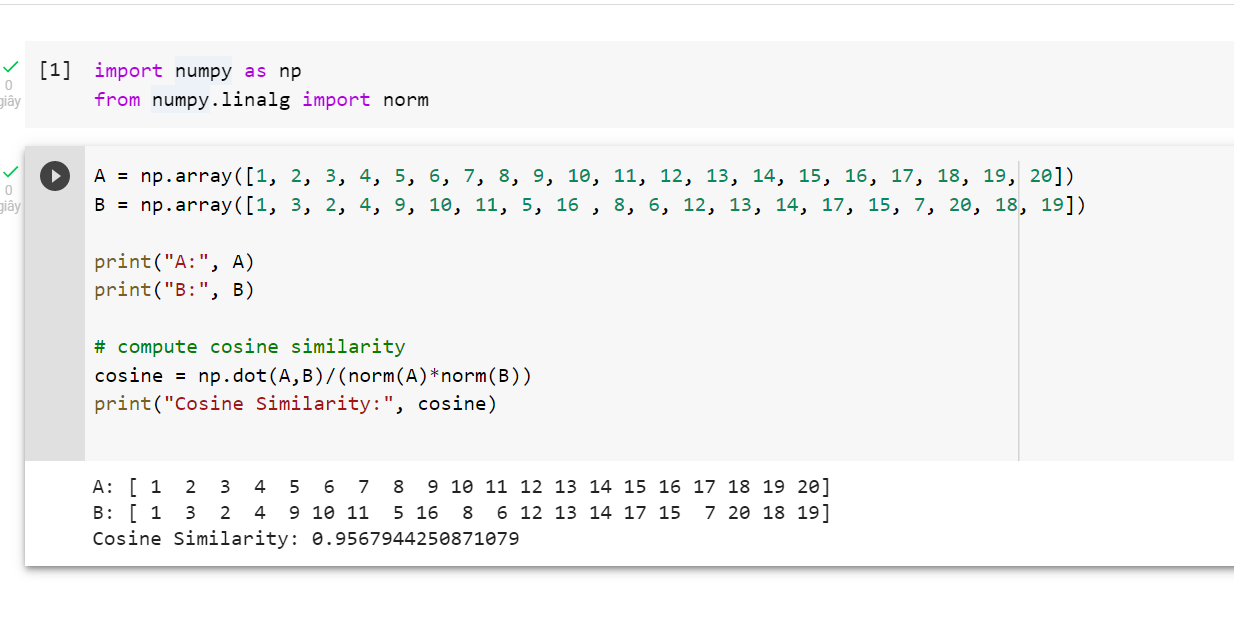 [1] import numpy as np
0
giây from numpy.linalg import norm
A = np.array([1, 2, 3, 4, 5, 6, 7, 8, 9, 10, 11, 12, 13, 14, 15, 16, 17, 18, 19, 20])
0
giây B = np.array([1, 3, 2, 4, 9, 10, 11, 5, 16 , 8, 6, 12, 13, 14, 17, 15, 7, 20, 18, 19])
print("A:", A)
print("B:", B)
# compute cosine similarity
cosine = np.dot(A,B)/(norm(A)*norm(B))
print("Cosine Similarity:", cosine)
A: [ 1  2  3  4  5  6  7  8  9 10 11 12 13 14 15 16 17 18 19 20]
B: [ 1  3  2  4  9 10 11  5 16  8  6 12 13 14 17 15  7 20 18 19]
Cosine Similarity: 0.9567944250871079